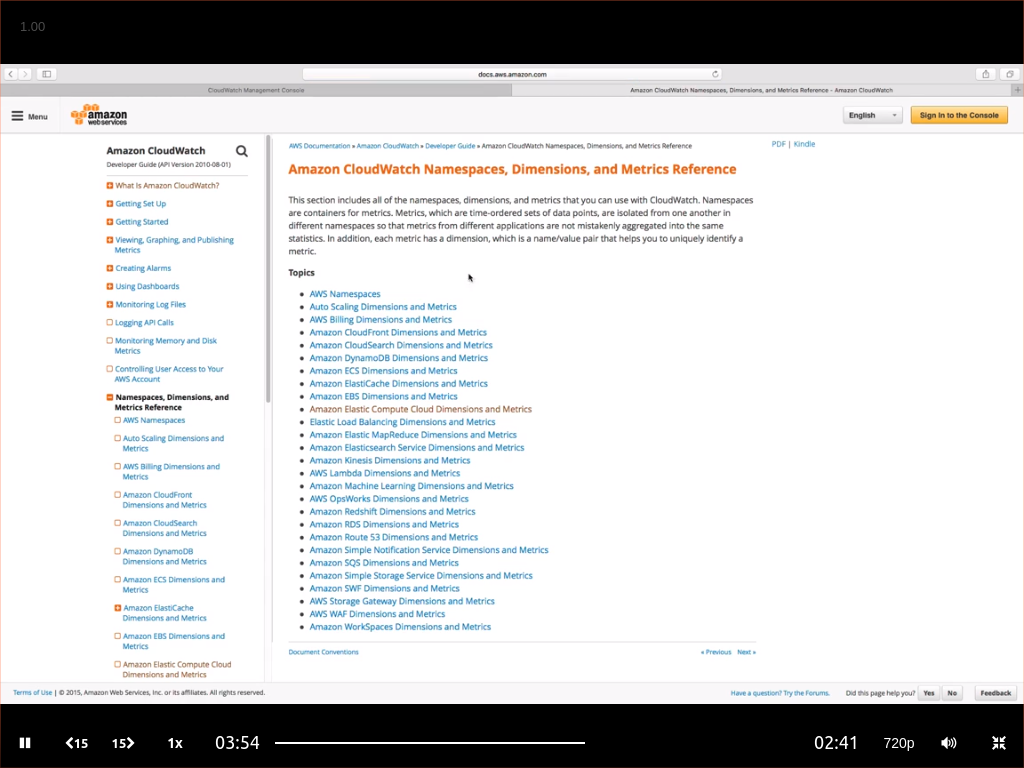 1.00
docs.aws.amazon.com
CloudWatch Management Console
Amazon CloudWatch Namespaces, Dimensions, and Metrics Reference - Amazon CloudWatch
Menu
amazon
web services
English
Sign In to the Console
Amazon CloudWatch
Developer Guide (API Version 2010-08-01)
What Is Amazon CloudWatch?
Getting Set Up
Getting Started
Viewing, Graphing, and Publishing
Metrics
Creating Alarms
Using Dashboards
Monitoring Log Files
Logging API Calls
Monitoring Memory and Disk
Metrics
Controlling User Access to Your
AWS Account
Namespaces, Dimensions, and
Metrics Reference
AWS Namespaces
Auto Scaling Dimensions and
Metrics
AWS Billing Dimensions and
Metrics
Amazon CloudFront
Dimensions and Metrics
Amazon CloudSearch
Dimensions and Metrics
Amazon DynamoDB
Dimensions and Metrics
Amazon ECS Dimensions and
Metrics
Amazon ElastiCache
Dimensions and Metrics
Amazon EBS Dimensions and
Metrics
Amazon Elastic Compute Cloud
Dimensions and Metrics
AWS Documentation » Amazon CloudWatch » Developer Guide » Amazon CloudWatch Namespaces, Dimensions, and Metrics Reference
PDF | Kindle
Amazon CloudWatch Namespaces, Dimensions, and Metrics Reference
This section includes all of the namespaces, dimensions, and metrics that you can use with CloudWatch. Namespaces
are containers for metrics. Metrics, which are time-ordered sets of data points, are isolated from one another in
different namespaces so that metrics from different applications are not mistakenly aggregated into the same
statistics. In addition, each metric has a dimension, which is a name/value pair that helps you to uniquely identify a
metric.
Topics
AWS Namespaces
Auto Scaling Dimensions and Metrics
AWS Billing Dimensions and Metrics
Amazon CloudFront Dimensions and Metrics
Amazon CloudSearch Dimensions and Metrics
Amazon DynamoDB Dimensions and Metrics
Amazon ECS Dimensions and Metrics
Amazon ElastiCache Dimensions and Metrics
Amazon EBS Dimensions and Metrics
Amazon Elastic Compute Cloud Dimensions and Metrics
Elastic Load Balancing Dimensions and Metrics
Amazon Elastic MapReduce Dimensions and Metrics
Amazon Elasticsearch Service Dimensions and Metrics
Amazon Kinesis Dimensions and Metrics
AWS Lambda Dimensions and Metrics
Amazon Machine Learning Dimensions and Metrics
AWS OpsWorks Dimensions and Metrics
Amazon Redshift Dimensions and Metrics
Amazon RDS Dimensions and Metrics
Amazon Route 53 Dimensions and Metrics
Amazon Simple Notification Service Dimensions and Metrics
Amazon SQS Dimensions and Metrics
Amazon Simple Storage Service Dimensions and Metrics
Amazon SWF Dimensions and Metrics
AWS Storage Gateway Dimensions and Metrics
AWS WAF Dimensions and Metrics
Amazon WorkSpaces Dimensions and Metrics
Document Conventions
« Previous Next »
Terms of Use | © 2015, Amazon Web Services, Inc. or its affiliates. All rights reserved.
Have a question? Try the Forums.
Did this page help you? Yes No
Feedback
15 15 1x 03:54 02:41 720p